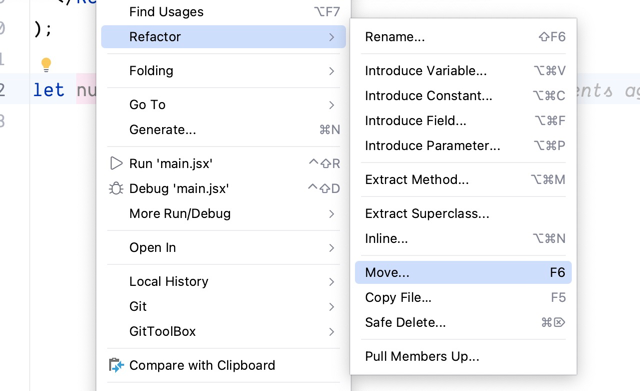 Find Usages ⌥F7
Refactor
Folding
Go To
Generate... ⌘N
Run 'main.jsx' ^⇧R
Debug 'main.jsx' ^⇧D
More Run/Debug
Open In
Local History
Git
GitToolBox
Compare with Clipboard
Rename... ⇧F6
Introduce Variable... ⌥⌘V
Introduce Constant... ⌥⌘C
Introduce Field... ⌥⌘F
Introduce Parameter... ⌥⌘P
Extract Method... ⌥⌘M
Extract Superclass...
Inline... ⌥⌘N
Move... F6
Copy File... F5
Safe Delete... ⌘⌦
Pull Members Up...
);
let nu